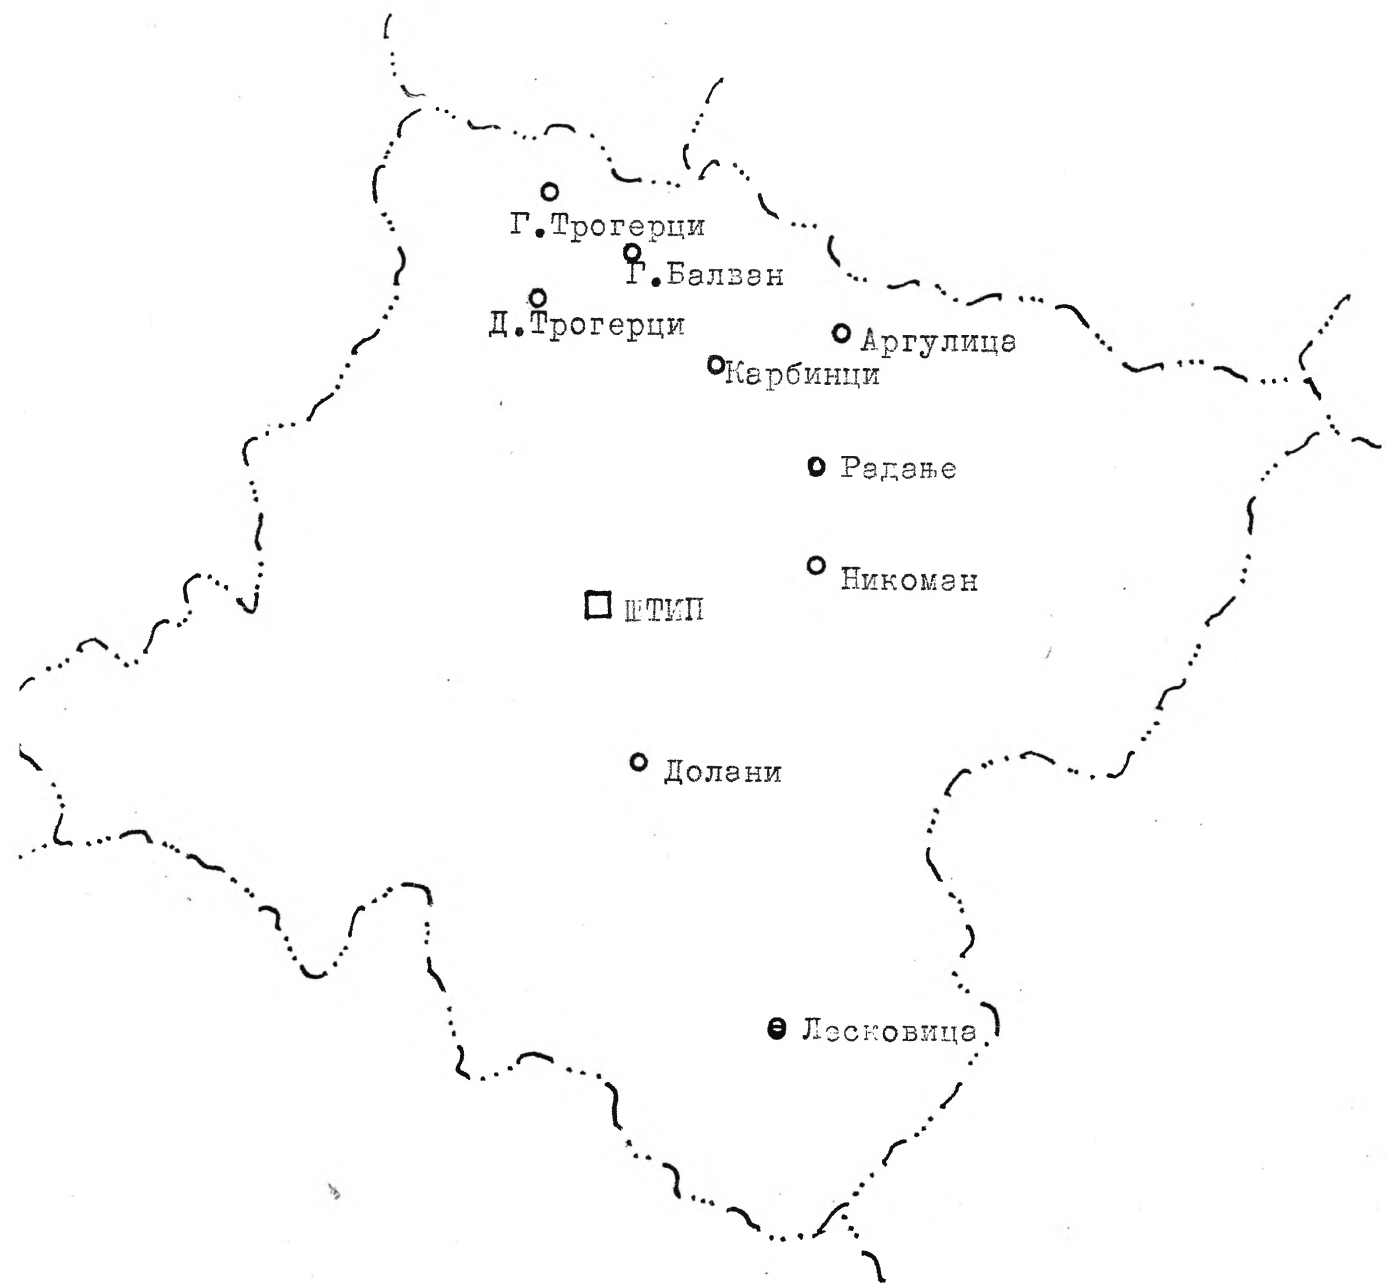 Г.Трогерци
Г.Балван
Д.Трогерци
Аргулица
Карбинци
Радање
Никоман
ШТИП
Долани
Лесковица